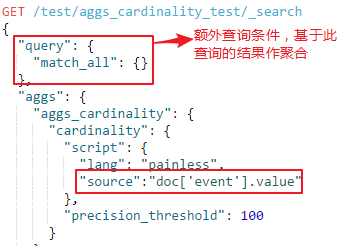 GET /test/aggs_cardinality_test/_search
{
"query": {
"match_all": {}
},
额外查询条件，基于此
查询的结果作聚合
"aggs": {
"aggs_cardinality": {
"cardinality": {
"script": {
"lang": "painless",
"source":"doc['event'].value"
},
"precision_threshold": 100
}
}